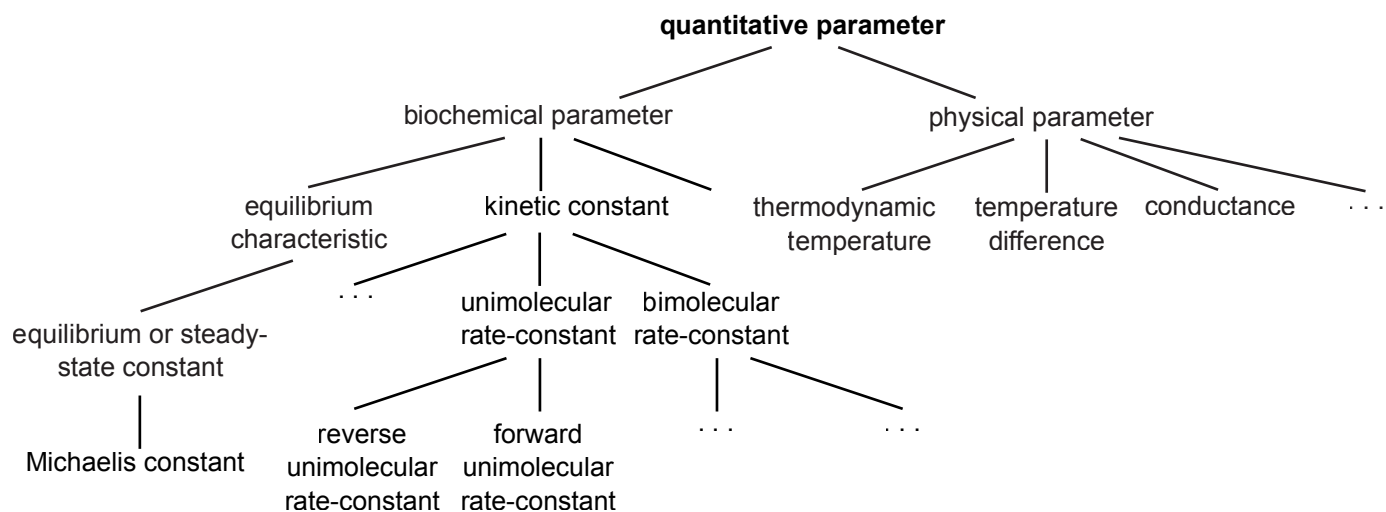 quantitative parameter
biochemical parameter
physical parameter
equilibrium
characteristic
kinetic constant
thermodynamic
temperature
temperature
difference
conductance
. . .
. . .
unimolecular
rate-constant
bimolecular
rate-constant
equilibrium or steady-
state constant
Michaelis constant
reverse
unimolecular
rate-constant
forward
unimolecular
rate-constant
. . .
. . .